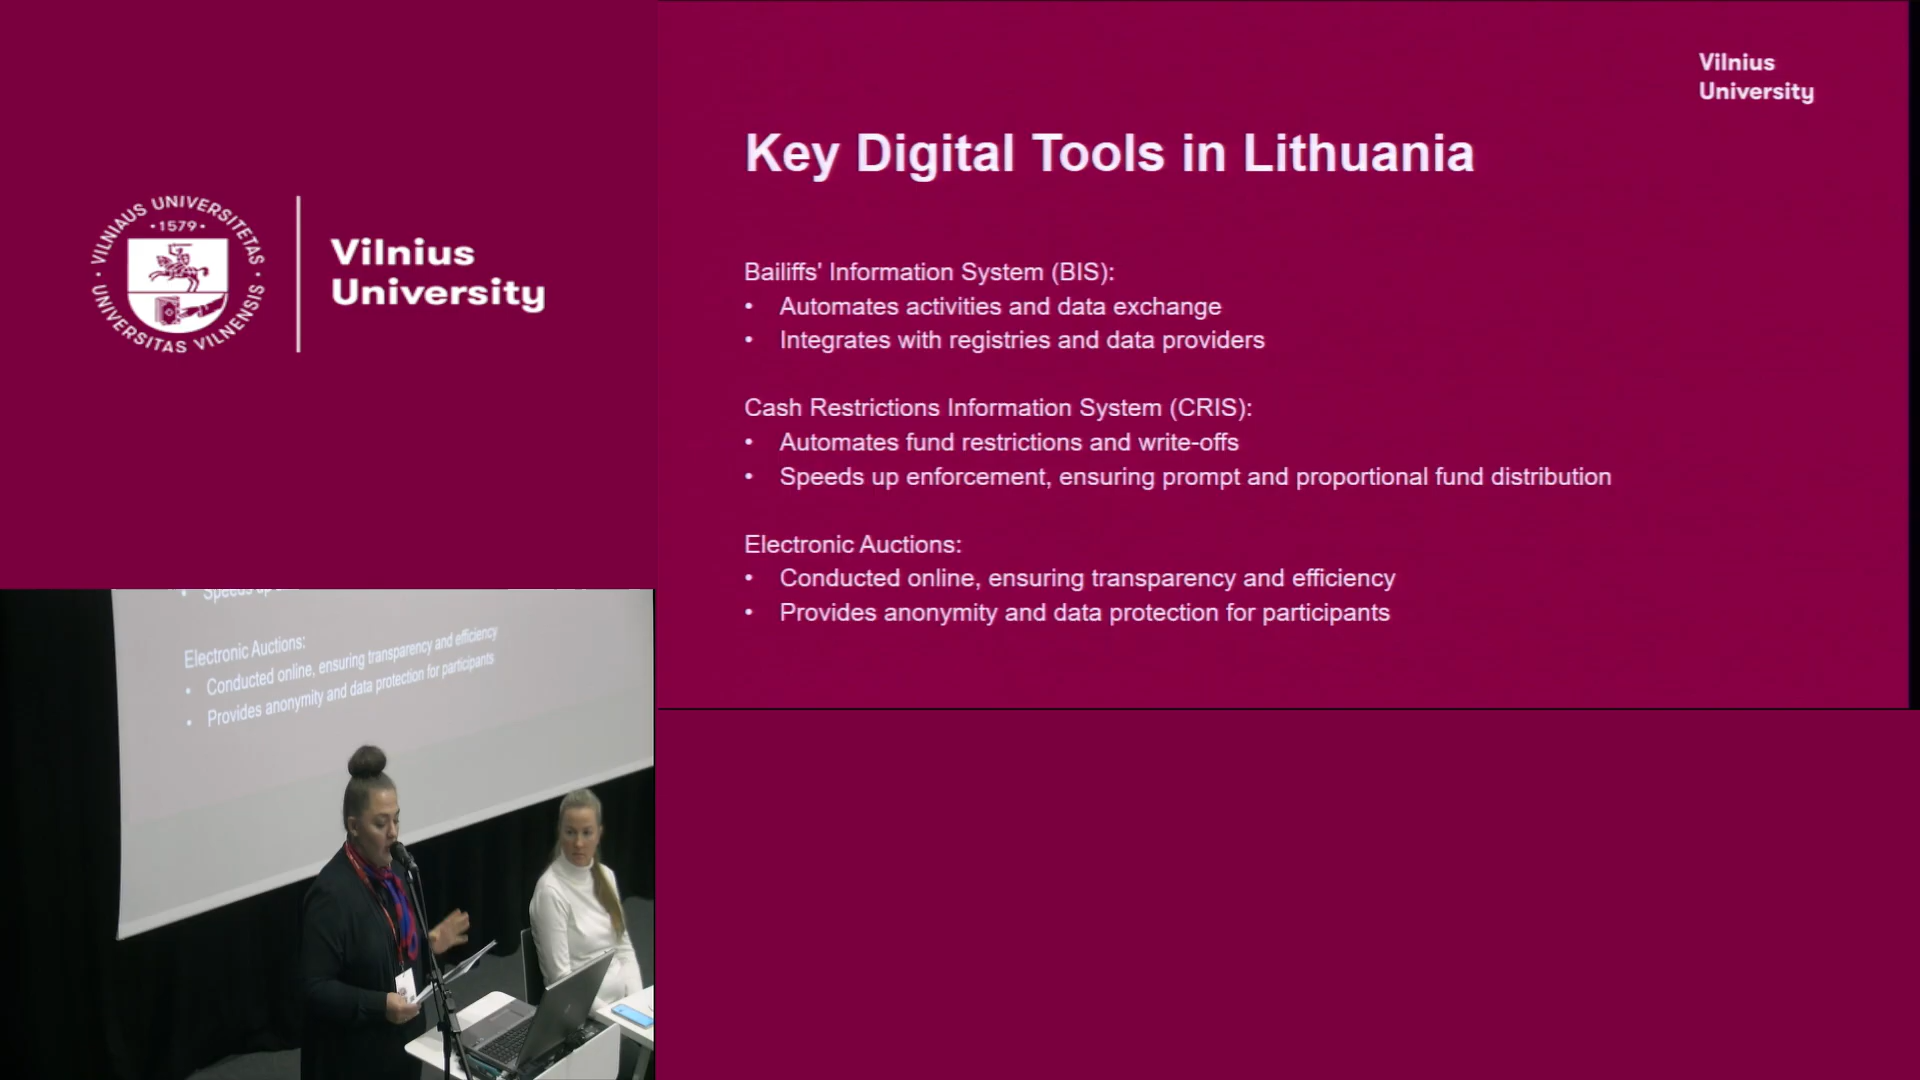 VILNIAUS UNIVERSITETAS
1579
UNIVERSITAS VILNENSIS
Vilnius
University
Vilnius
University
Key Digital Tools in Lithuania
Bailiffs' Information System (BIS):
• Automates activities and data exchange
• Integrates with registries and data providers
Cash Restrictions Information System (CRIS):
• Automates fund restrictions and write-offs
• Speeds up enforcement, ensuring prompt and proportional fund distribution
Electronic Auctions:
• Conducted online, ensuring transparency and efficiency
• Provides anonymity and data protection for participants
• Speeds up
Electronic Auctions:
• Conducted online, ensuring transparency and efficiency
• Provides anonymity and data protection for participants